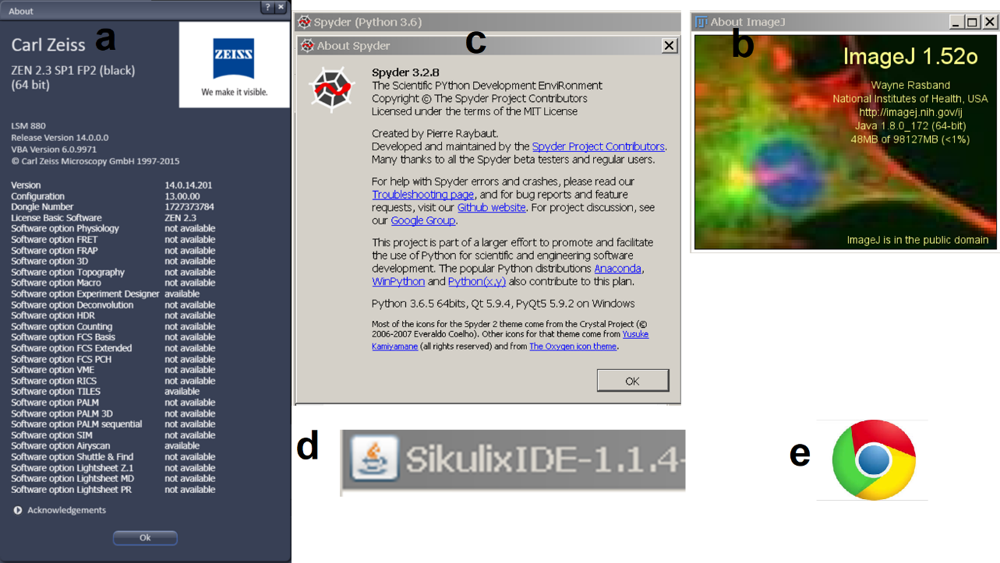 About
a
Carl Zeiss
ZEN 2.3 SP1 FP2 (black)
(64 bit)
ZEISS
We make it visible.
LSM 880
Release Version 14.0.0.0
VBA Version 6.0.9971
© Carl Zeiss Microscopy GmbH 1997-2015
Version 14.0.14.201
Configuration 13.00.00
Dongle Number 1727373784
License Basic Software ZEN 2.3
Software option Physiology not available
Software option FRET not available
Software option FRAP not available
Software option 3D not available
Software option Topography not available
Software option Macro not available
Software option Experiment Designer available
Software option Deconvolution not available
Software option HDR not available
Software option Counting not available
Software option FCS Basis not available
Software option FCS Extended not available
Software option FCS PCH not available
Software option VME not available
Software option RICS not available
Software option TILES available
Software option PALM not available
Software option PALM 3D not available
Software option PALM sequential not available
Software option SIM not available
Software option Airyscan available
Software option Shuttle & Find not available
Software option Lightsheet Z.1 not available
Software option Lightsheet MD not available
Software option Lightsheet PR not available
Acknowledgements
Ok
Spyder (Python 3.6)
c
About Spyder
Spyder 3.2.8
The Scientific PYthon Development EnviRonment
Copyright © The Spyder Project Contributors
Licensed under the terms of the MIT License
Created by Pierre Raybaut.
Developed and maintained by the Spyder Project Contributors.
Many thanks to all the Spyder beta testers and regular users.
For help with Spyder errors and crashes, please read our
Troubleshooting page, and for bug reports and feature
requests, visit our Github website. For project discussion, see
our Google Group.
This project is part of a larger effort to promote and facilitate
the use of Python for scientific and engineering software
development. The popular Python distributions Anaconda,
WinPython and Python(x,y) also contribute to this plan.
Python 3.6.5 64bits, Qt 5.9.4, PyQt5 5.9.2 on Windows
Most of the icons for the Spyder 2 theme come from the Crystal Project (©
2006-2007 Everaldo Coelho). Other icons for that theme come from Yusuke
Kamiyamane (all rights reserved) and from The Oxygen icon theme.
OK
About ImageJ
b
ImageJ 1.52o
Wayne Rasband
National Institutes of Health, USA
http://imagej.nih.gov/ij
Java 1.8.0_172 (64-bit)
48MB of 98127MB (<1%)
ImageJ is in the public domain
d
SikulixIDE-1.1.4-
e